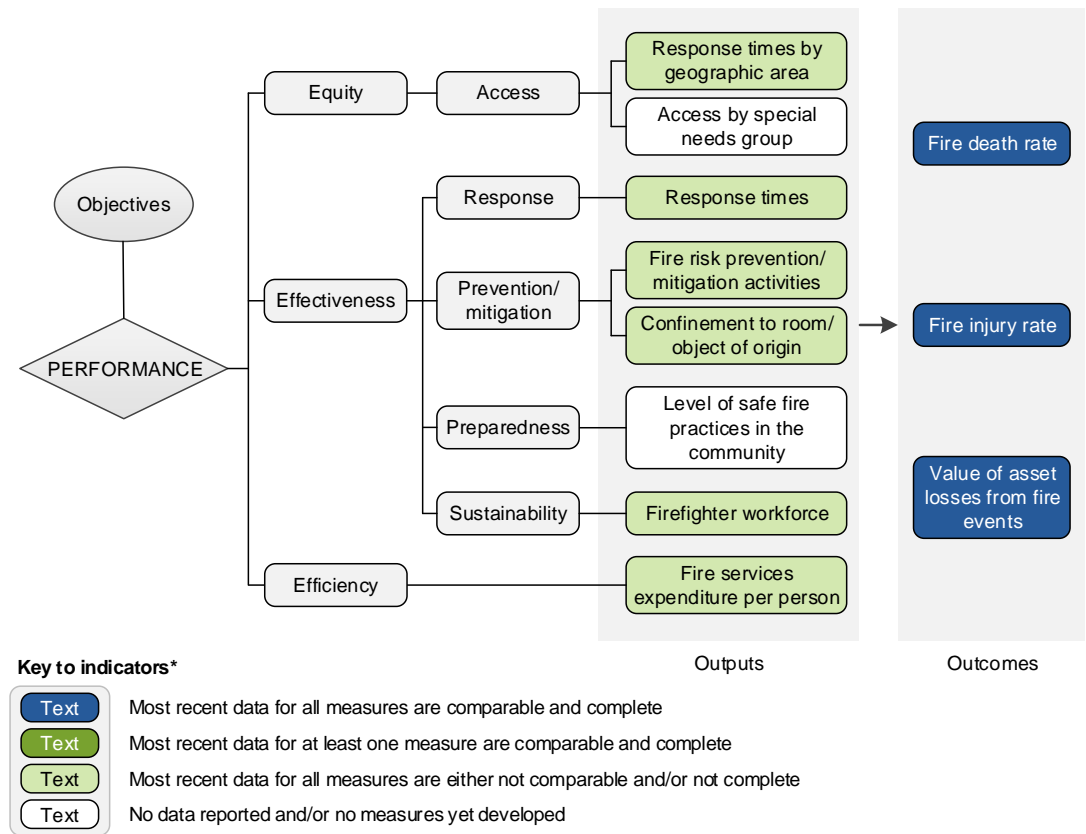 Objectives
PERFORMANCE
Equity
Access
Response times by
geographic area
Access by special
needs group
Effectiveness
Response
Response times
Prevention/
mitigation
Fire risk prevention/
mitigation activities
Confinement to room/
object of origin
Preparedness
Level of safe fire
practices in the
community
Sustainability
Firefighter workforce
Efficiency
Fire services
expenditure per person
Fire death rate
Fire injury rate
Value of asset
losses from fire
events
Outputs
Outcomes
Key to indicators*
Text Most recent data for all measures are comparable and complete
Text Most recent data for at least one measure are comparable and complete
Text Most recent data for all measures are either not comparable and/or not complete
Text No data reported and/or no measures yet developed